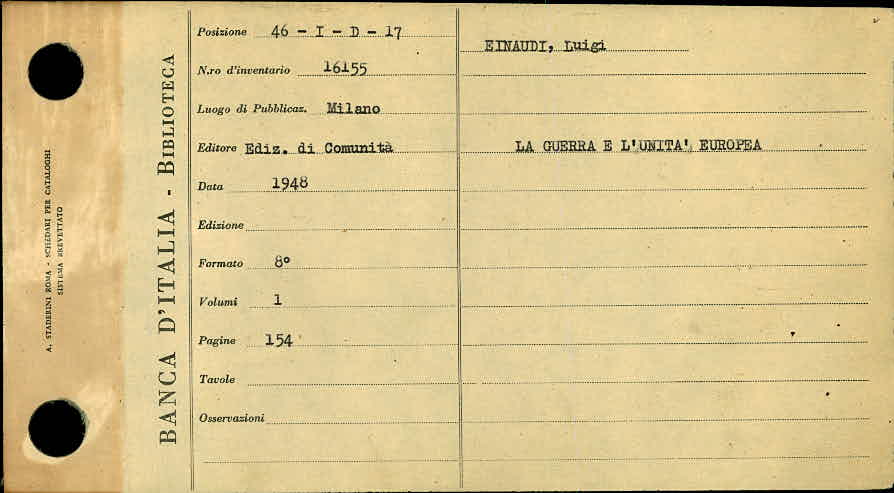 A. STADERINI ROMA - SCHEDARI PER CATALOGHI
SISTEMA BREVETTATO
BANCA D'ITALIA - BIBLIOTECA
Posizione 46 - I - D - 17
N.ro d'inventario 16155
Luogo di Pubblicaz. Milano
Editore Ediz. di Comunità
Data 1948
Edizione
Formato 8°
Volumi 1
Pagine 154
Tavole
Osservazioni
EINAUDI, Luigi
LA GUERRA E L'UNITA' EUROPEA